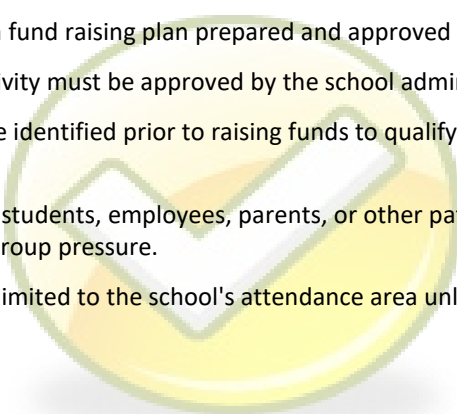 fund raising plan prepared and approved
ivity must be approved by the school admi
e identified prior to raising funds to qualify
students, employees, parents, or other pa
roup pressure.
imited to the school's attendance area unl